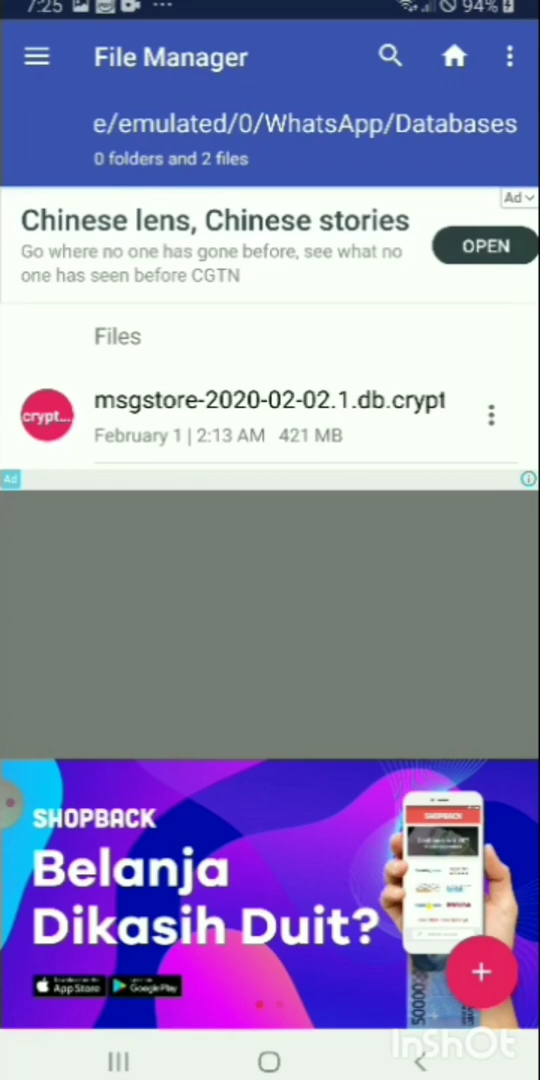 7:25
94%
File Manager
e/emulated/0/WhatsApp/Databases
0 folders and 2 files
Ad
Chinese lens, Chinese stories
Go where no one has gone before, see what no
one has seen before CGTN
OPEN
Files
crypt...
msgstore-2020-02-02.1.db.crypt
February 1 | 2:13 AM 421 MB
Ad
SHOPBACK
SHOPBACK
Belanja
Dikasih Duit?
App Store
Google Play
50000
InShOt